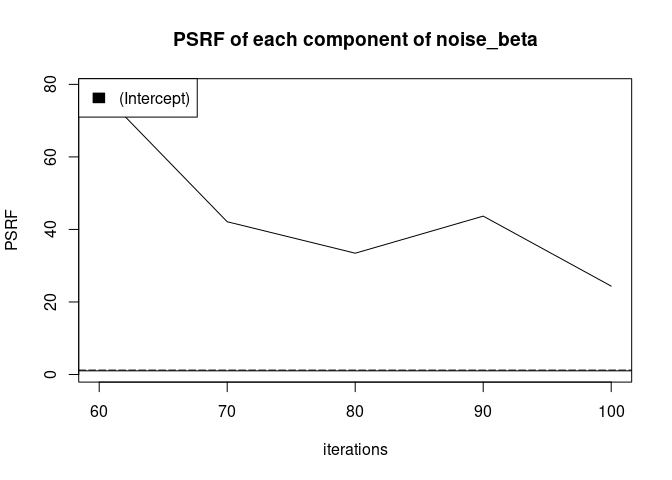 PSRF of each component of noise_beta
(Intercept)
PSRF
80
60
40
20
0
60 70 80 90 100
iterations